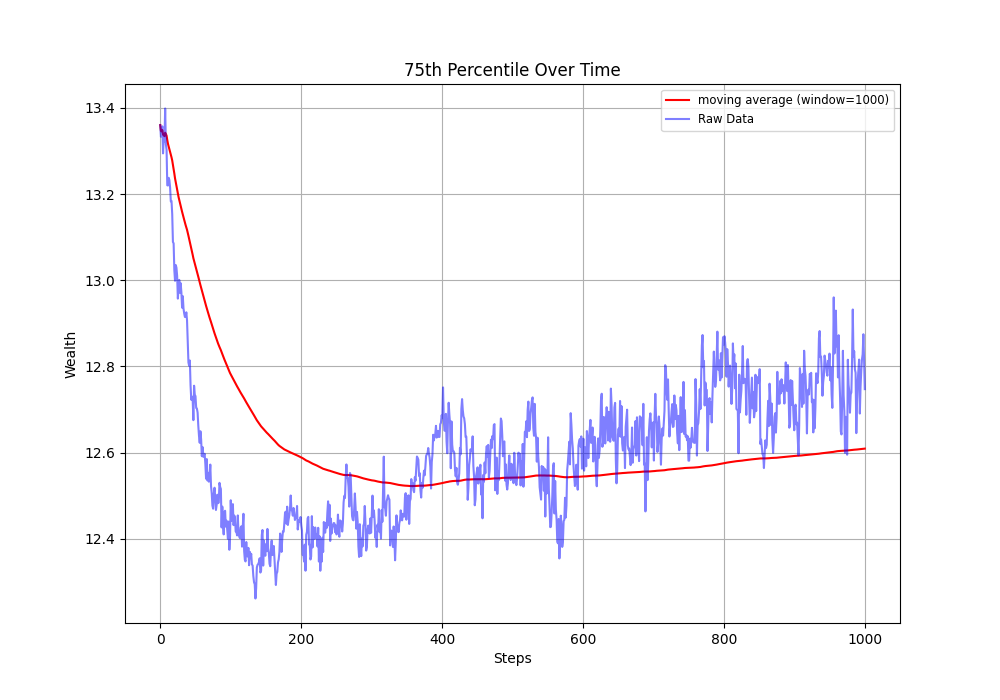 75th Percentile Over Time
moving average (window=1000)
Raw Data
Wealth
13.4
13.2
13.0
12.8
12.6
12.4
0 200 400 600 800 1000
Steps